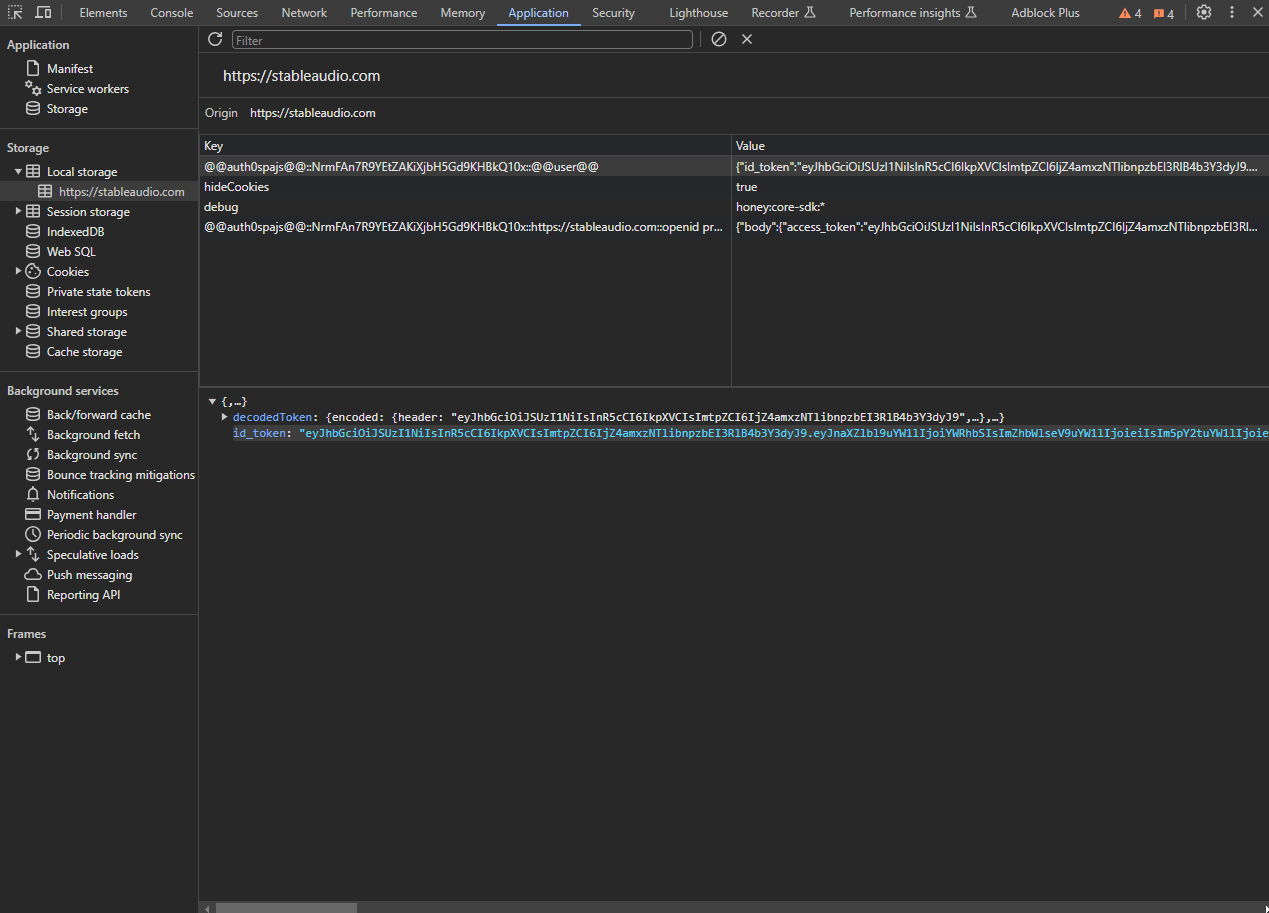 Elements Console Sources Network Performance Memory Application Security Lighthouse Recorder Performance insights Adblock Plus 4 4
Filter
Application
Manifest
Service workers
Storage
Storage
Local storage
https://stableaudio.com
Session storage
IndexedDB
Web SQL
Cookies
Private state tokens
Interest groups
Shared storage
Cache storage
Background services
Back/forward cache
Background fetch
Background sync
Bounce tracking mitigations
Notifications
Payment handler
Periodic background sync
Speculative loads
Push messaging
Reporting API
Frames
top
https://stableaudio.com
Origin https://stableaudio.com
Key Value
@@auth0spajs@@::NrmFAn7R9YEtZAKiXjbH5Gd9KHBkQ10x::@@user@@ {"id_token":"eyJhbGciOiJSUzI1NiIsInR5cCI6IkpXVCIsImtpZCI6IjZ4amxzNTlibnpzbEI3RlB4b3Y3dyJ9....
hideCookies true
debug honey:core-sdk:*
@@auth0spajs@@::NrmFAn7R9YEtZAKiXjbH5Gd9KHBkQ10x::https://stableaudio.com::openid pr... {"body":{"access_token":"eyJhbGciOiJSUzI1NiIsInR5cCI6IkpXVCIsImtpZCI6IjZ4amxzNTlibnpzbEI3Rl...
{,…}
decodedToken: {encoded: {header: "eyJhbGciOiJSUzI1NiIsInR5cCI6IkpXVCIsImtpZCI6IjZ4amxzNTlibnpzbEI3RlB4b3Y3dyJ9",…},…}
id_token: "eyJhbGciOiJSUzI1NiIsInR5cCI6IkpXVCIsImtpZCI6IjZ4amxzNTlibnpzbEI3RlB4b3Y3dyJ9.eyJnaXZlbl9uYW1lIjoiYWRhbSIsImZhbWlseV9uYW1lIjoieiIsIm5pY2tuYW1lIjoie